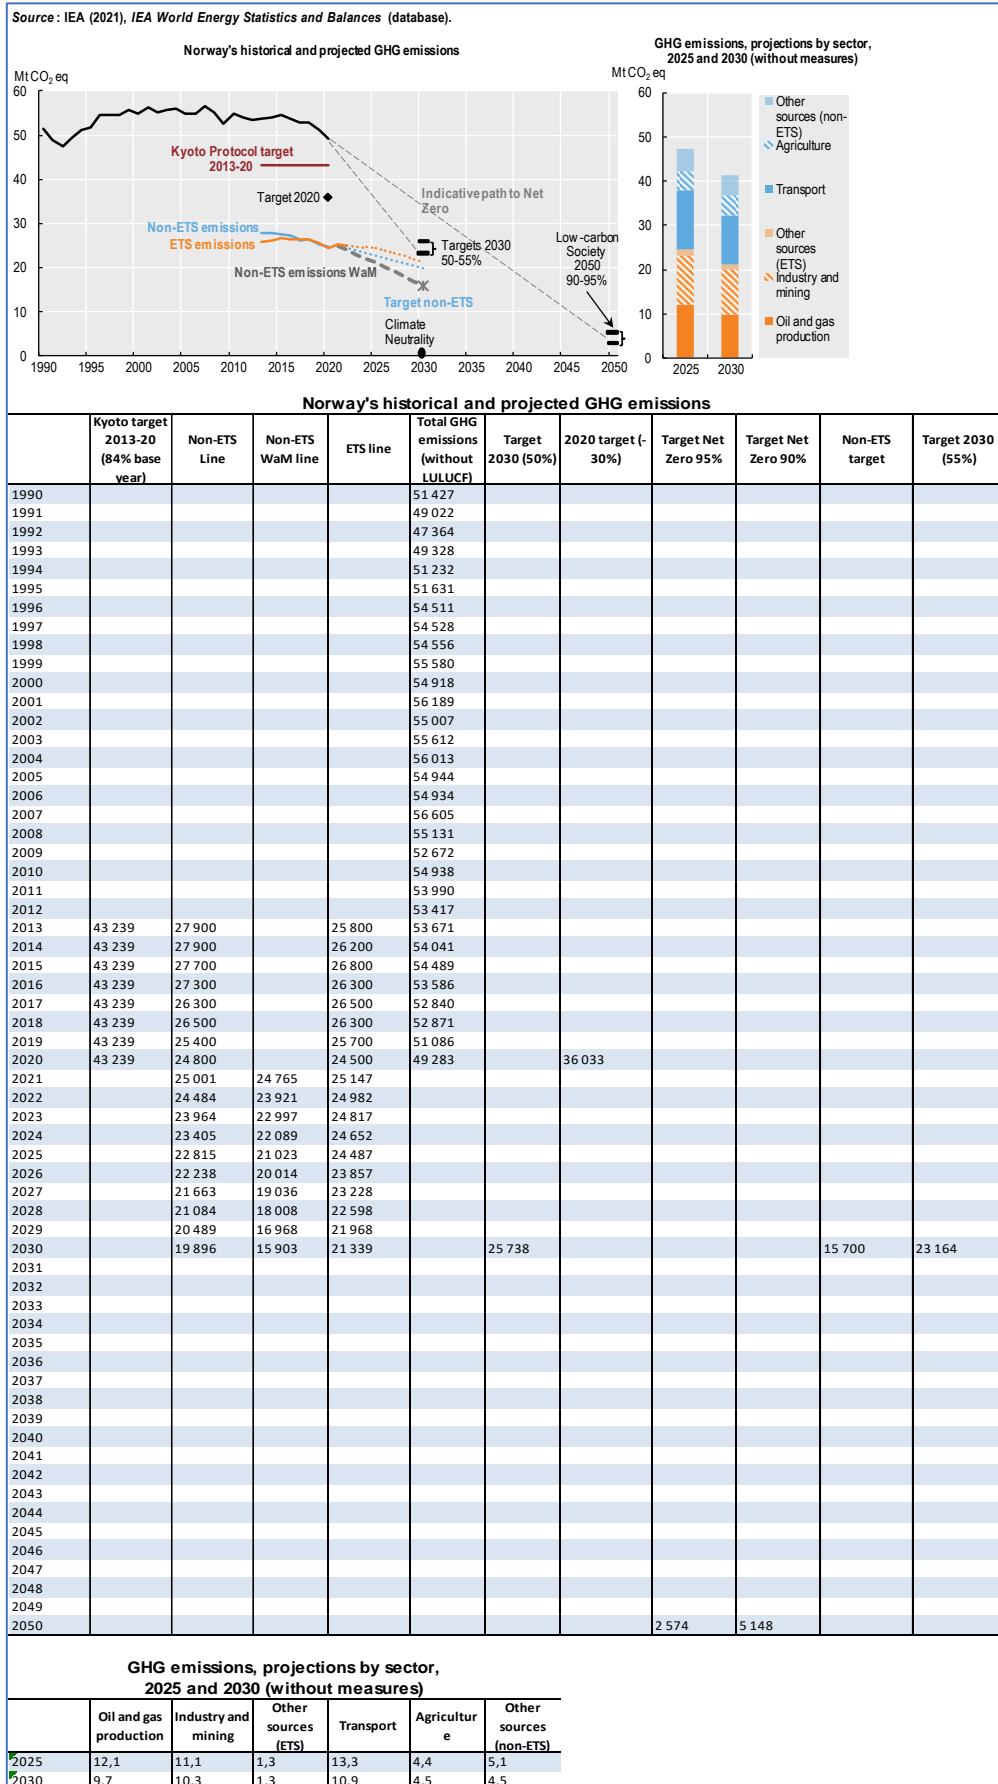 Source: IEA (2021), IEA World Energy Statistics and Balances (database).
Norway's historical and projected GHG emissions
Mt CO2 eq
60
50
40
30
20
10
0
Kyoto Protocol target
2013-20
Target 2020
Indicative path to Net
Zero
Non-ETS emissions
ETS emissions
Targets 2030
50-55%
Low-carbon
Society
2050
90-95%
Non-ETS emissions WaM
Target non-ETS
Climate
Neutrality
1990 1995 2000 2005 2010 2015 2020 2025 2030 2035 2040 2045 2050
GHG emissions, projections by sector,
2025 and 2030 (without measures)
Mt CO2 eq
60
50
40
30
20
10
0
2025 2030
Other
sources (non-
ETS)
Agriculture
Transport
Other
sources
(ETS)
Industry and
mining
Oil and gas
production
Norway's historical and projected GHG emissions
Kyoto target 2013-20 (84% base year) Non-ETS Line Non-ETS WaM line ETS line Total GHG emissions (without LULUCF) Target 2030 (50%) 2020 target (-30%) Target Net Zero 95% Target Net Zero 90% Non-ETS target Target 2030 (55%)
1990 51 427
1991 49 022
1992 47 364
1993 49 328
1994 51 232
1995 51 631
1996 54 511
1997 54 528
1998 54 556
1999 55 580
2000 54 918
2001 56 189
2002 55 007
2003 55 612
2004 56 013
2005 54 944
2006 54 934
2007 56 605
2008 55 131
2009 52 672
2010 54 938
2011 53 990
2012 53 417
2013 43 239 27 900 25 800 53 671
2014 43 239 27 900 26 200 54 041
2015 43 239 27 700 26 800 54 489
2016 43 239 27 300 26 300 53 586
2017 43 239 26 300 26 500 52 840
2018 43 239 26 500 26 300 52 871
2019 43 239 25 400 25 700 51 086
2020 43 239 24 800 24 500 49 283 36 033
2021 25 001 24 765 25 147
2022 24 484 23 921 24 982
2023 23 964 22 997 24 817
2024 23 405 22 089 24 652
2025 22 815 21 023 24 487
2026 22 238 20 014 23 857
2027 21 663 19 036 23 228
2028 21 084 18 008 22 598
2029 20 489 16 968 21 968
2030 19 896 15 903 21 339 25 738 15 700 23 164
2031
2032
2033
2034
2035
2036
2037
2038
2039
2040
2041
2042
2043
2044
2045
2046
2047
2048
2049
2050 2 574 5 148
GHG emissions, projections by sector,
2025 and 2030 (without measures)
Oil and gas production Industry and mining Other sources (ETS) Transport Agriculture Other sources (non-ETS)
2025 12,1 11,1 1,3 13,3 4,4 5,1
2030 9,7 10,3 1,3 10,9 4,5 4,5